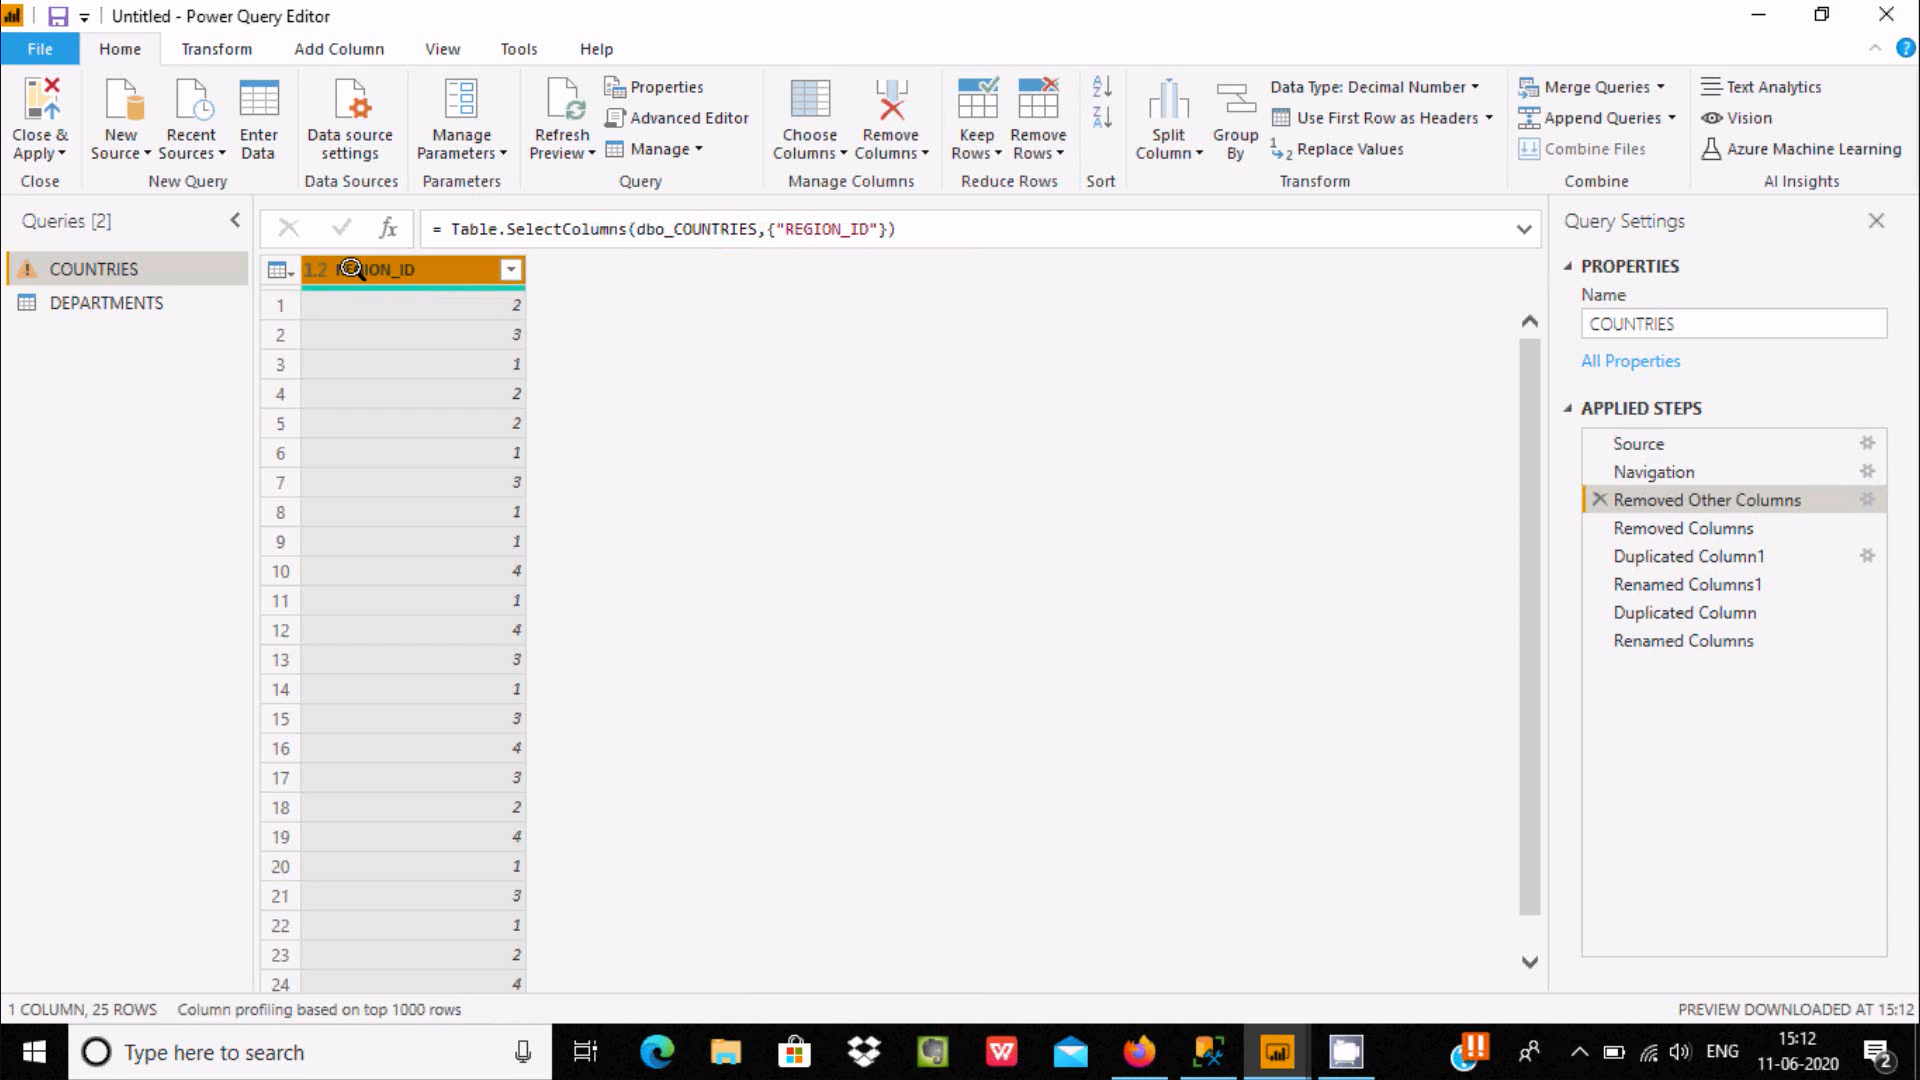 Untitled - Power Query Editor
File Home Transform Add Column View Tools Help
Close & Apply
Close
New Source
Recent Sources
Enter Data
New Query
Data source settings
Data Sources
Manage Parameters
Parameters
Refresh Preview
Properties
Advanced Editor
Manage
Query
Choose Columns
Remove Columns
Manage Columns
Keep Rows
Remove Rows
Reduce Rows
Sort
Split Column
Group By
Data Type: Decimal Number
Use First Row as Headers
Replace Values
Transform
Merge Queries
Append Queries
Combine Files
Combine
Text Analytics
Vision
Azure Machine Learning
AI Insights
Queries [2]
COUNTRIES
DEPARTMENTS
fx = Table.SelectColumns(dbo_COUNTRIES,{"REGION_ID"})
1.2
1 2
2 3
3 1
4 2
5 2
6 1
7 3
8 1
9 1
10 4
11 1
12 4
13 3
14 1
15 3
16 4
17 3
18 2
19 4
20 1
21 3
22 1
23 2
24 4
Query Settings
PROPERTIES
Name
COUNTRIES
All Properties
APPLIED STEPS
Source
Navigation
Removed Other Columns
Removed Columns
Duplicated Column1
Renamed Columns1
Duplicated Column
Renamed Columns
1 COLUMN, 25 ROWS Column profiling based on top 1000 rows
PREVIEW DOWNLOADED AT 15:12
Type here to search
ENG
15:12
11-06-2020
2